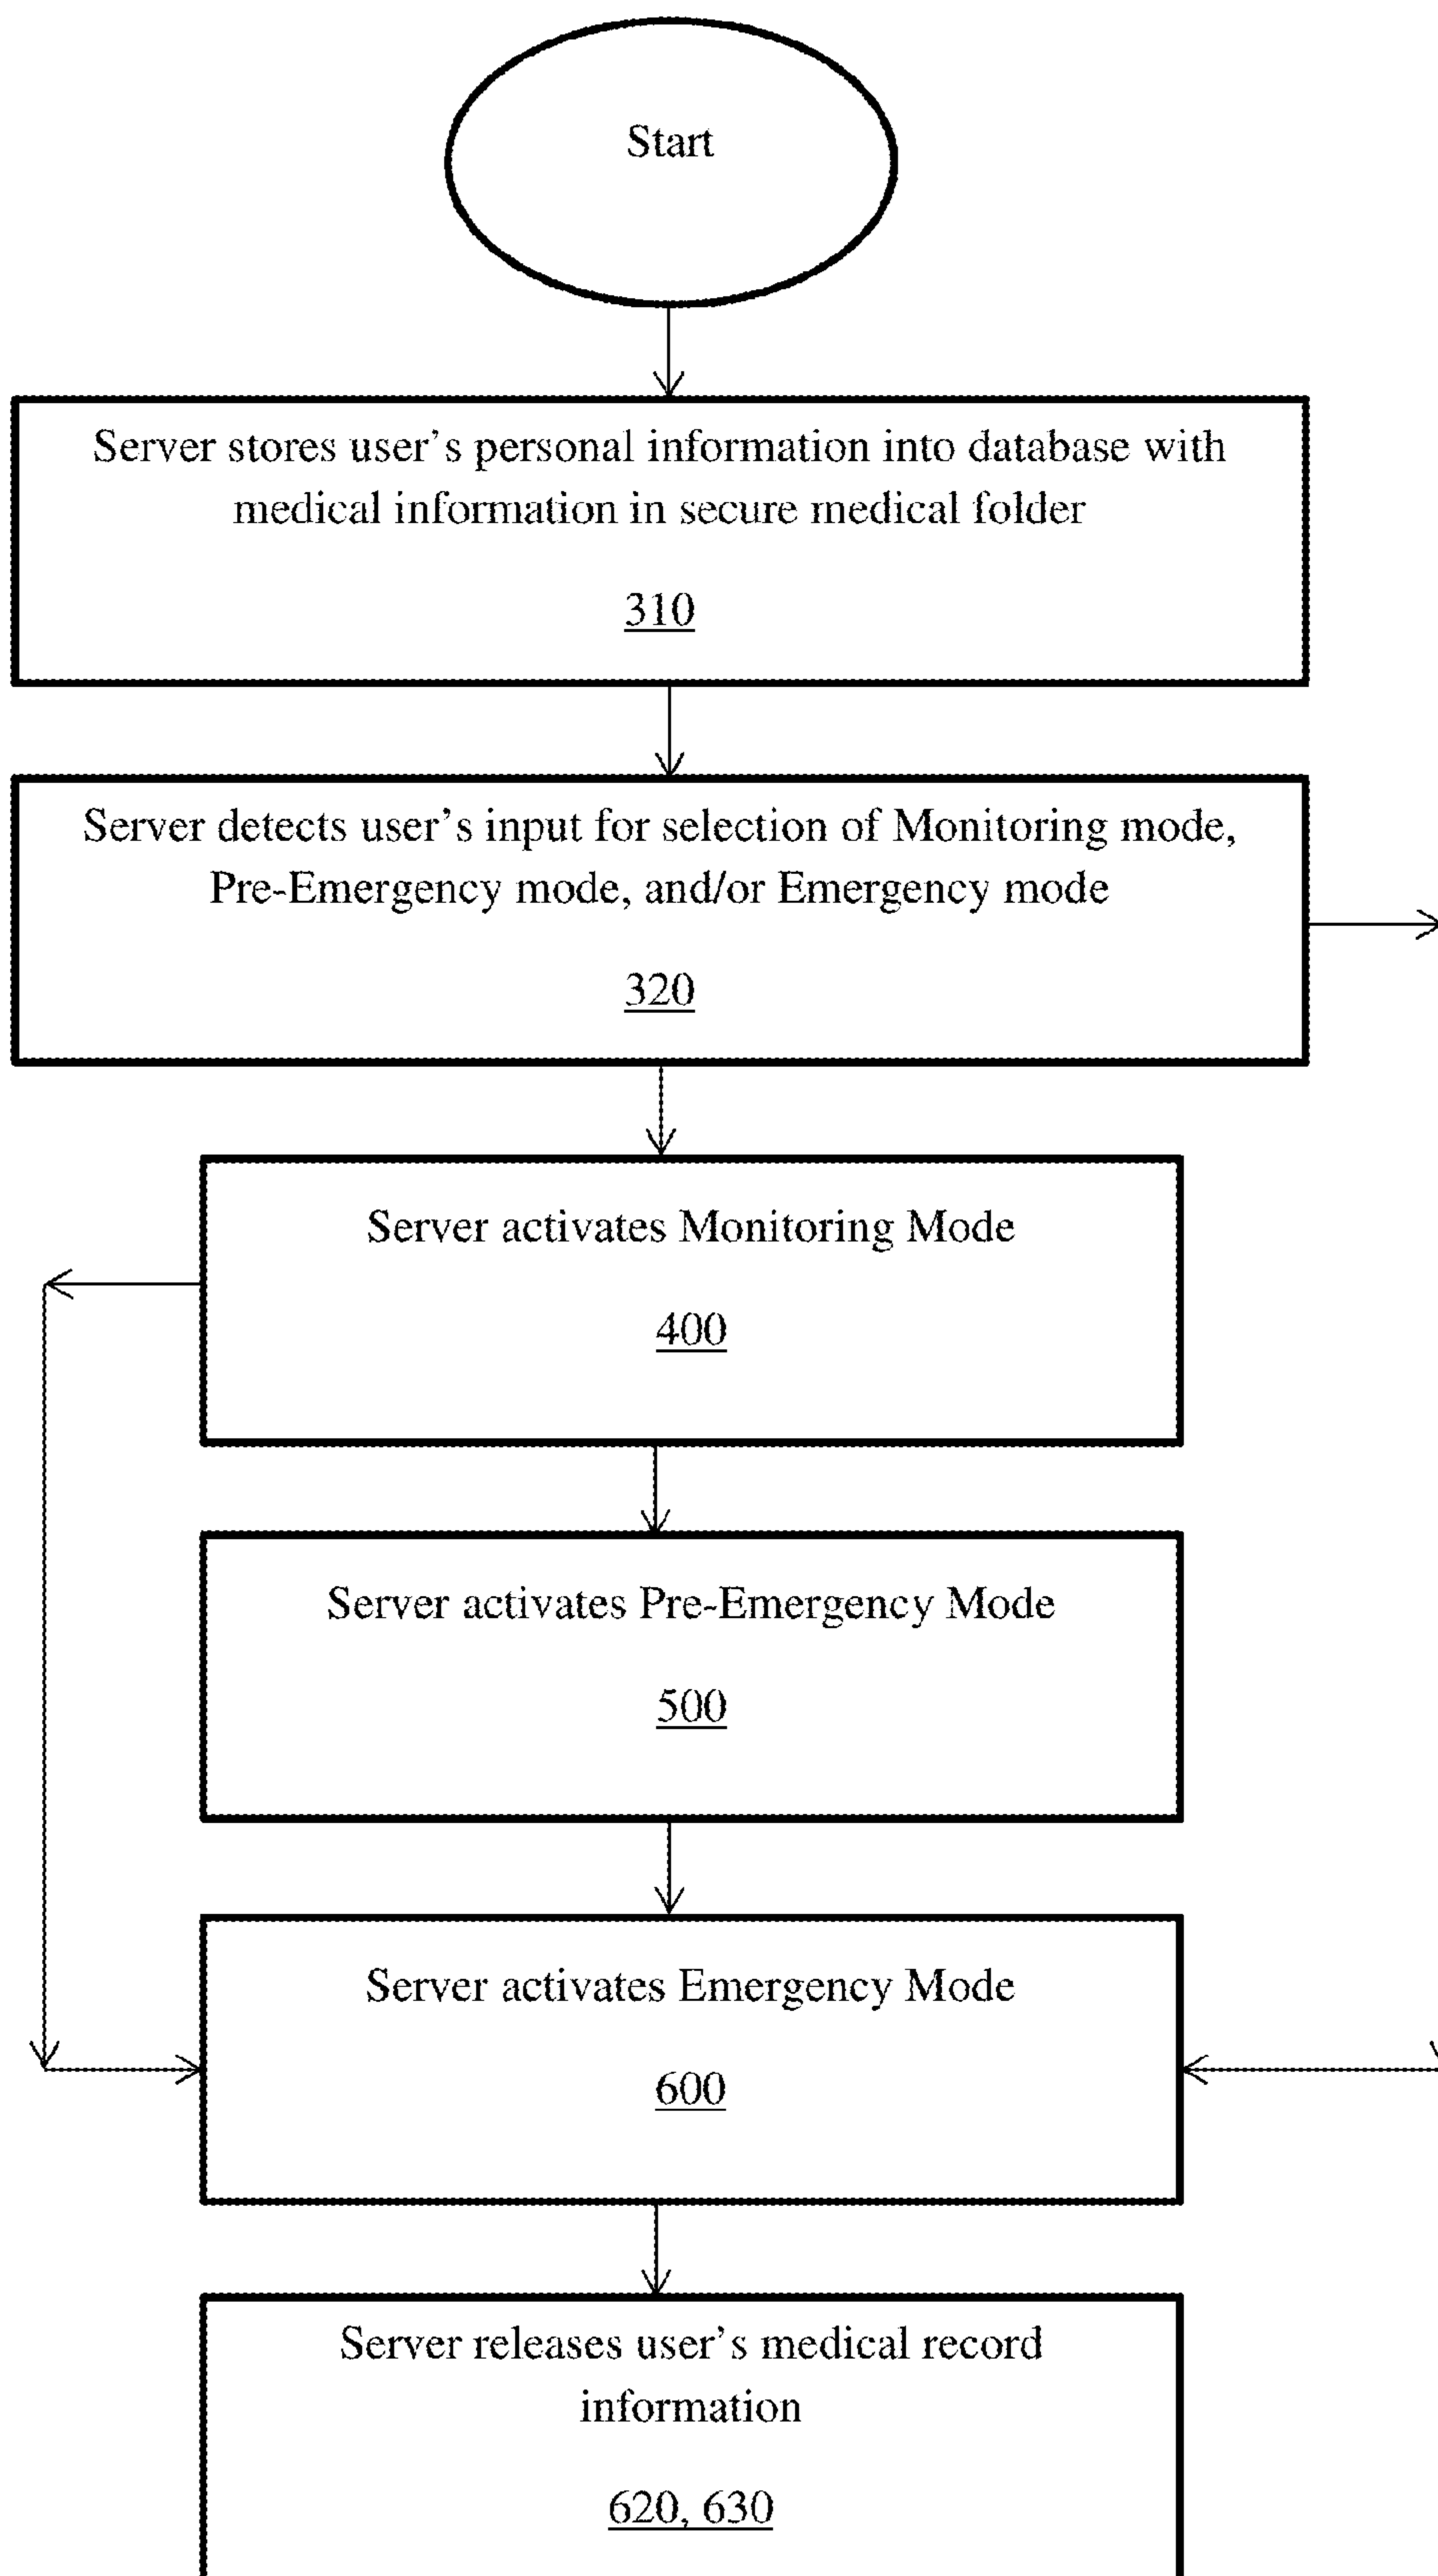 Start
Server stores user's personal information into database with
medical information in secure medical folder
310
Server detects user's input for selection of Monitoring mode,
Pre-Emergency mode, and/or Emergency mode
320
Server activates Monitoring Mode
400
Server activates Pre-Emergency Mode
500
Server activates Emergency Mode
600
Server releases user's medical record
information
620, 630